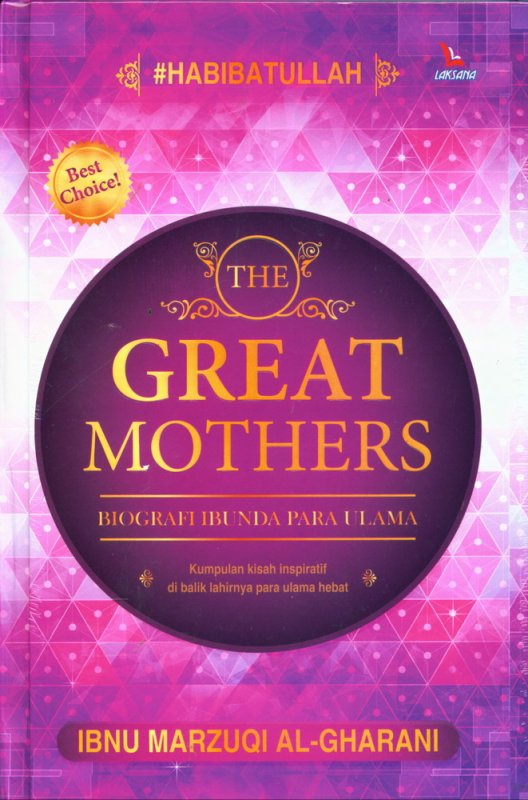 #HABIBATULLAH
LAKSANA
Best
Choice!
THE
GREAT
MOTHERS
BIOGRAFI IBUNDA PARA ULAMA
Kumpulan kisah inspiratif
di balik lahirnya para ulama hebat
IBNU MARZUQI AL-GHARANI